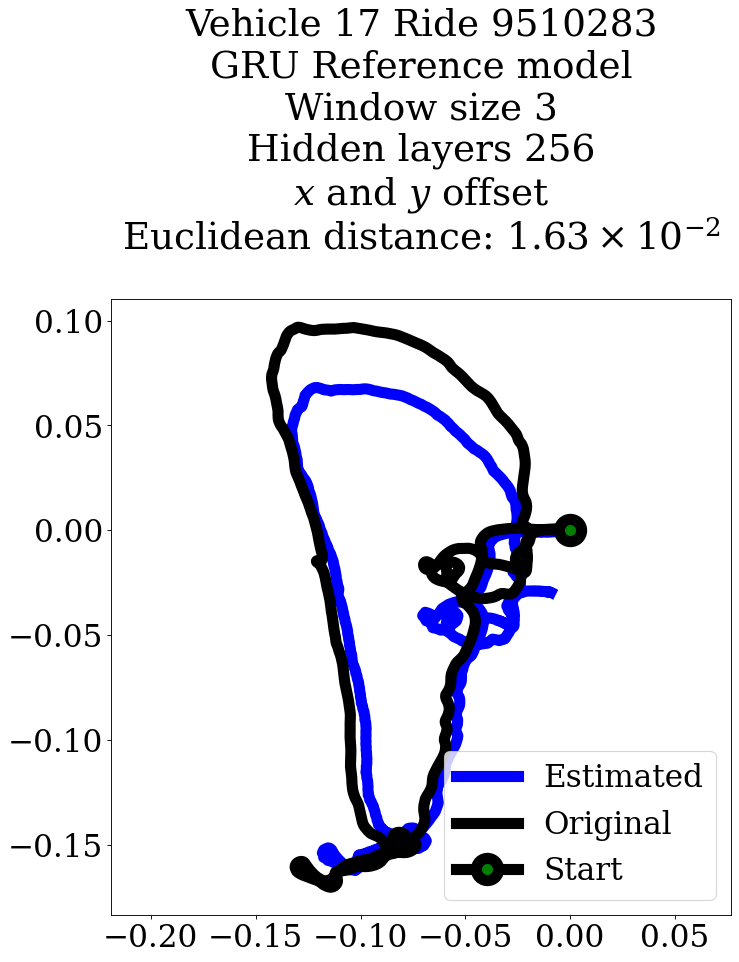 Vehicle 17 Ride 9510283
GRU Reference model
Window size 3
Hidden layers 256
x and y offset
Euclidean distance: 1.63 × 10⁻²
0.10
0.05
0.00
−0.05
−0.10
−0.15
Estimated
Original
Start
−0.20 −0.15 −0.10 −0.05 0.00 0.05